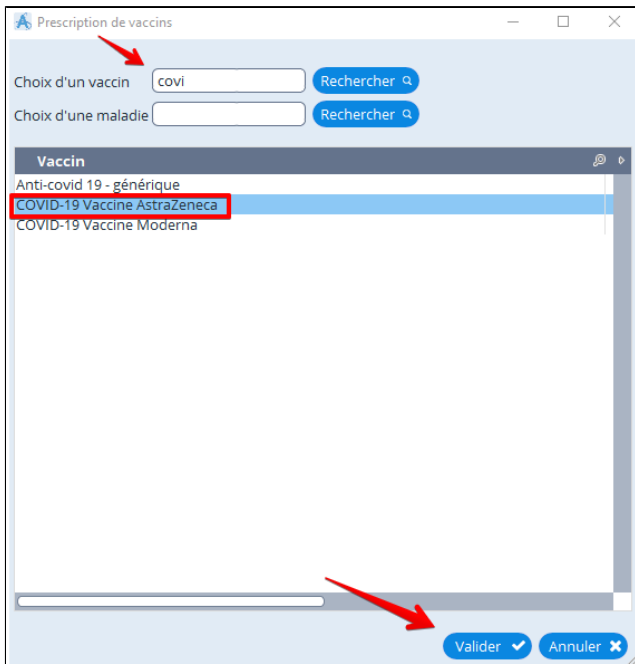 Prescription de vaccins
Choix d'un vaccin covi Rechercher
Choix d'une maladie Rechercher
Vaccin
Anti-covid 19 - générique
COVID-19 Vaccine AstraZeneca
COVID-19 Vaccine Moderna
Valider Annuler